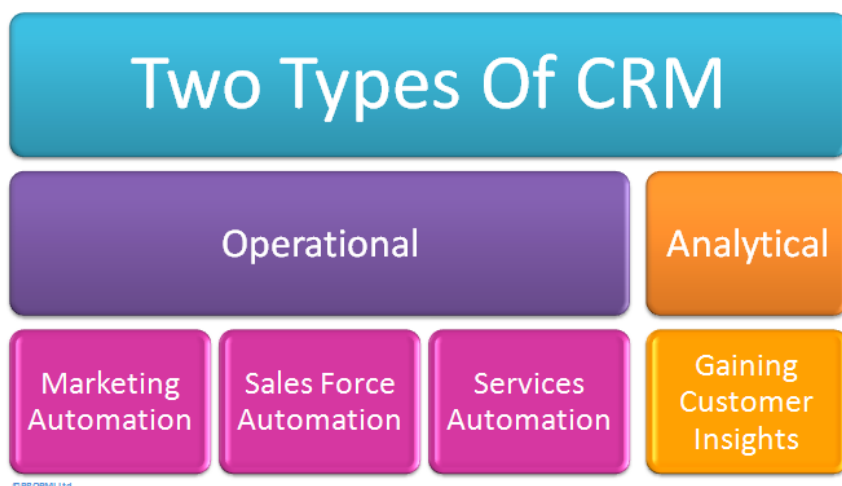 Two Types Of CRM
Operational
Analytical
Marketing
Automation
Sales Force
Automation
Services
Automation
Gaining
Customer
Insights